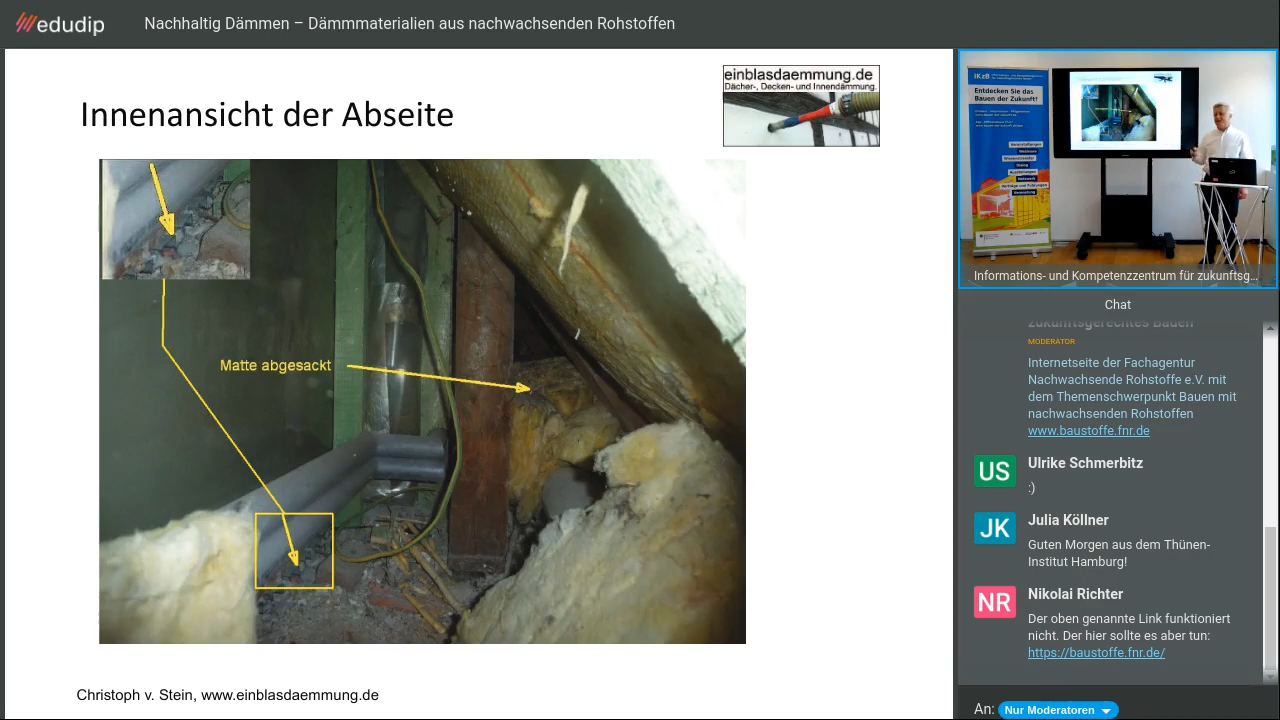 edudip
Nachhaltig Dämmen – Dämmmaterialien aus nachwachsenden Rohstoffen
Innenansicht der Abseite
einblasdaemmung.de
Dächer-, Decken- und Innendämmung.
Matte abgesackt
Christoph v. Stein, www.einblasdaemmung.de
IKzB
Entdecken Sie das
Bauen der Zukunft!
Informations- und Kompetenzzentrum für zukunftsg...
Chat
zukunftsgerechtes Bauen
MODERATOR
Internetseite der Fachagentur
Nachwachsende Rohstoffe e.V. mit
dem Themenschwerpunkt Bauen mit
nachwachsenden Rohstoffen
www.baustoffe.fnr.de
US
Ulrike Schmerbitz
:)
JK
Julia Köllner
Guten Morgen aus dem Thünen-
Institut Hamburg!
NR
Nikolai Richter
Der oben genannte Link funktioniert
nicht. Der hier sollte es aber tun:
https://baustoffe.fnr.de/
An: Nur Moderatoren